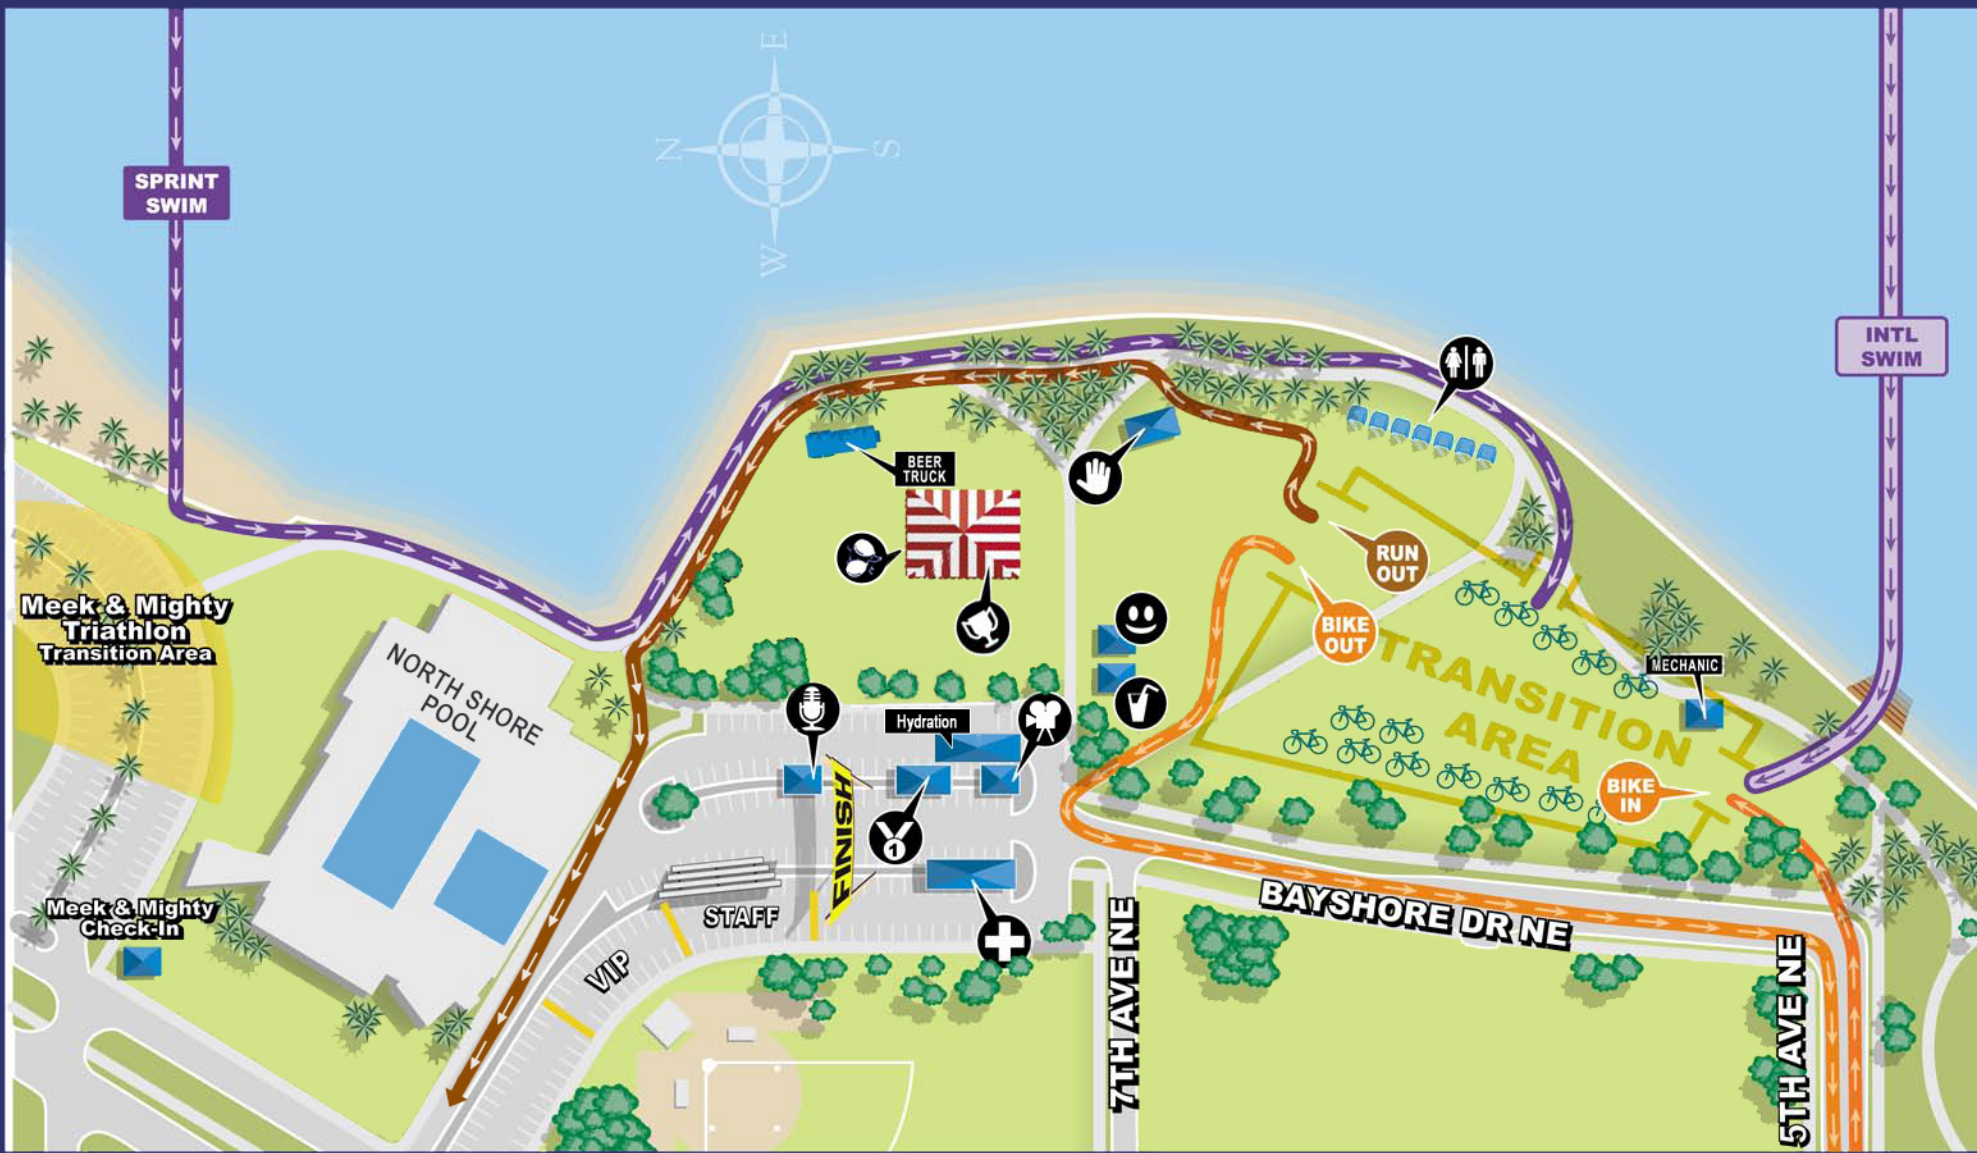 E
N
S
W
SPRINT
SWIM
INTL
SWIM
BEER
TRUCK
RUN
OUT
BIKE
OUT
TRANSITION
AREA
MECHANIC
BIKE
IN
Meek & Mighty
Triathlon
Transition Area
NORTH SHORE
POOL
Hydration
FINISH
1
STAFF
VIP
Meek & Mighty
Check-In
BAYSHORE DR NE
7TH AVE NE
5TH AVE NE